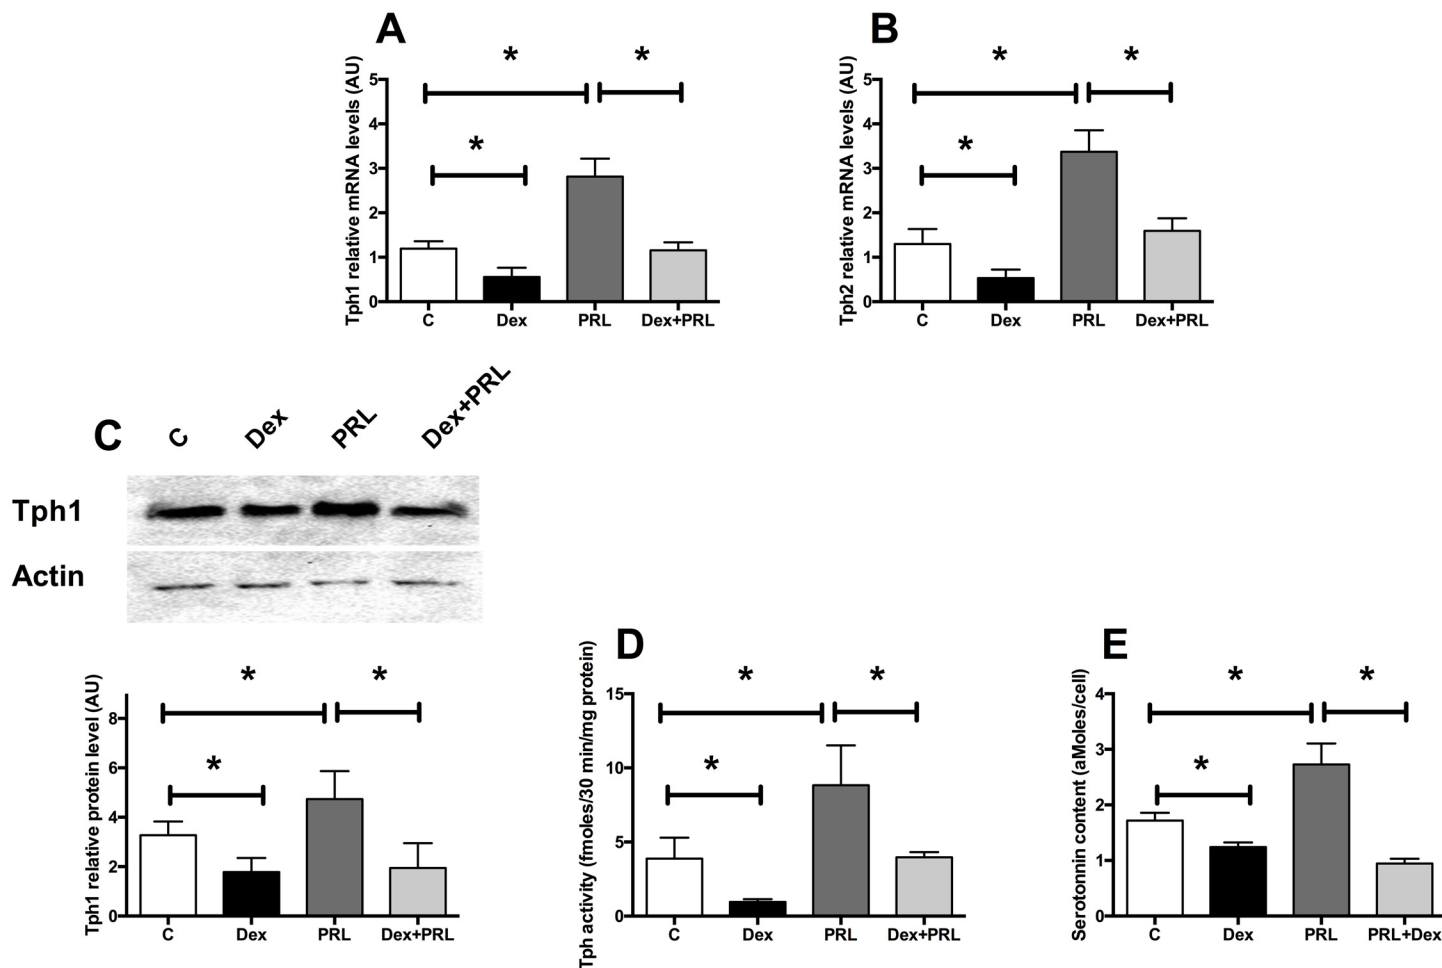 A
*
*
*
Tph1 relative mRNA levels (AU)
5
4
3
2
1
0
C Dex PRL Dex+PRL
B
*
*
*
Tph2 relative mRNA levels (AU)
5
4
3
2
1
0
C Dex PRL Dex+PRL
C
C Dex PRL Dex+PRL
Tph1
Actin
*
*
*
Tph1 relative protein level (AU)
8
6
4
2
0
C Dex PRL Dex+PRL
D
*
*
*
Tph activity (fmoles/30 min/mg protein)
15
10
5
0
C Dex PRL Dex+PRL
E
*
*
*
Serotonnin content (aMoles/cell)
4
3
2
1
0
C Dex PRL PRL+Dex